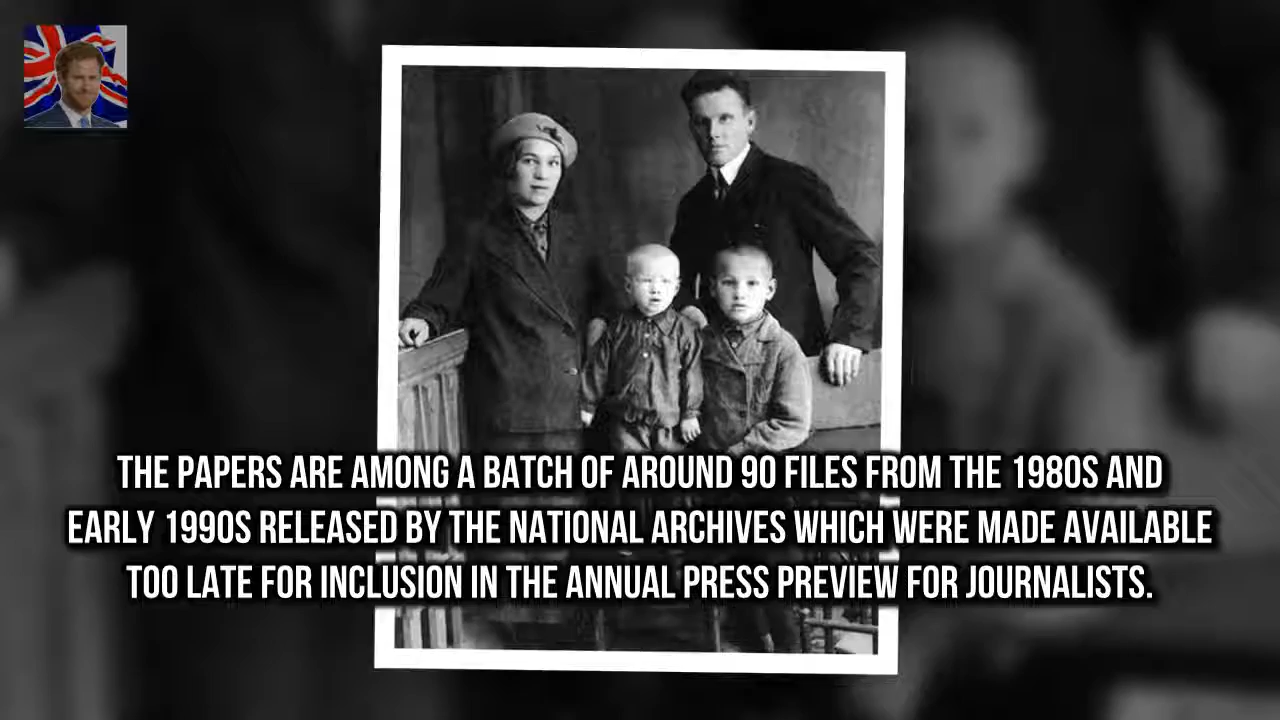 THE PAPERS ARE AMONG A BATCH OF AROUND 90 FILES FROM THE 1980S AND
EARLY 1990S RELEASED BY THE NATIONAL ARCHIVES WHICH WERE MADE AVAILABLE
TOO LATE FOR INCLUSION IN THE ANNUAL PRESS PREVIEW FOR JOURNALISTS.